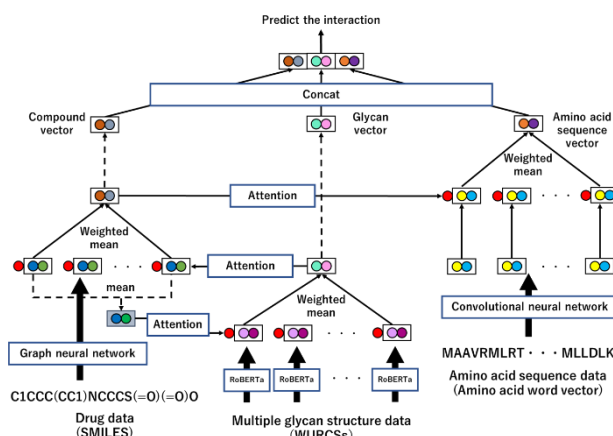 Predict the interaction
Concat
Compound
vector
Glycan
vector
Amino acid
sequence
vector
Weighted
mean
Attention
Weighted
mean
Attention
mean
Weighted
mean
Attention
Convolutional neural network
Graph neural network
RoBERTa RoBERTa RoBERTa
MAAVRMLRT · · · MLLDLK
C1CCC(CC1)NCCCS(=O)(=O)O
Amino acid sequence data
(Amino acid word vector)
Drug data
(SMILES)
Multiple glycan structure data
(WURCSs)